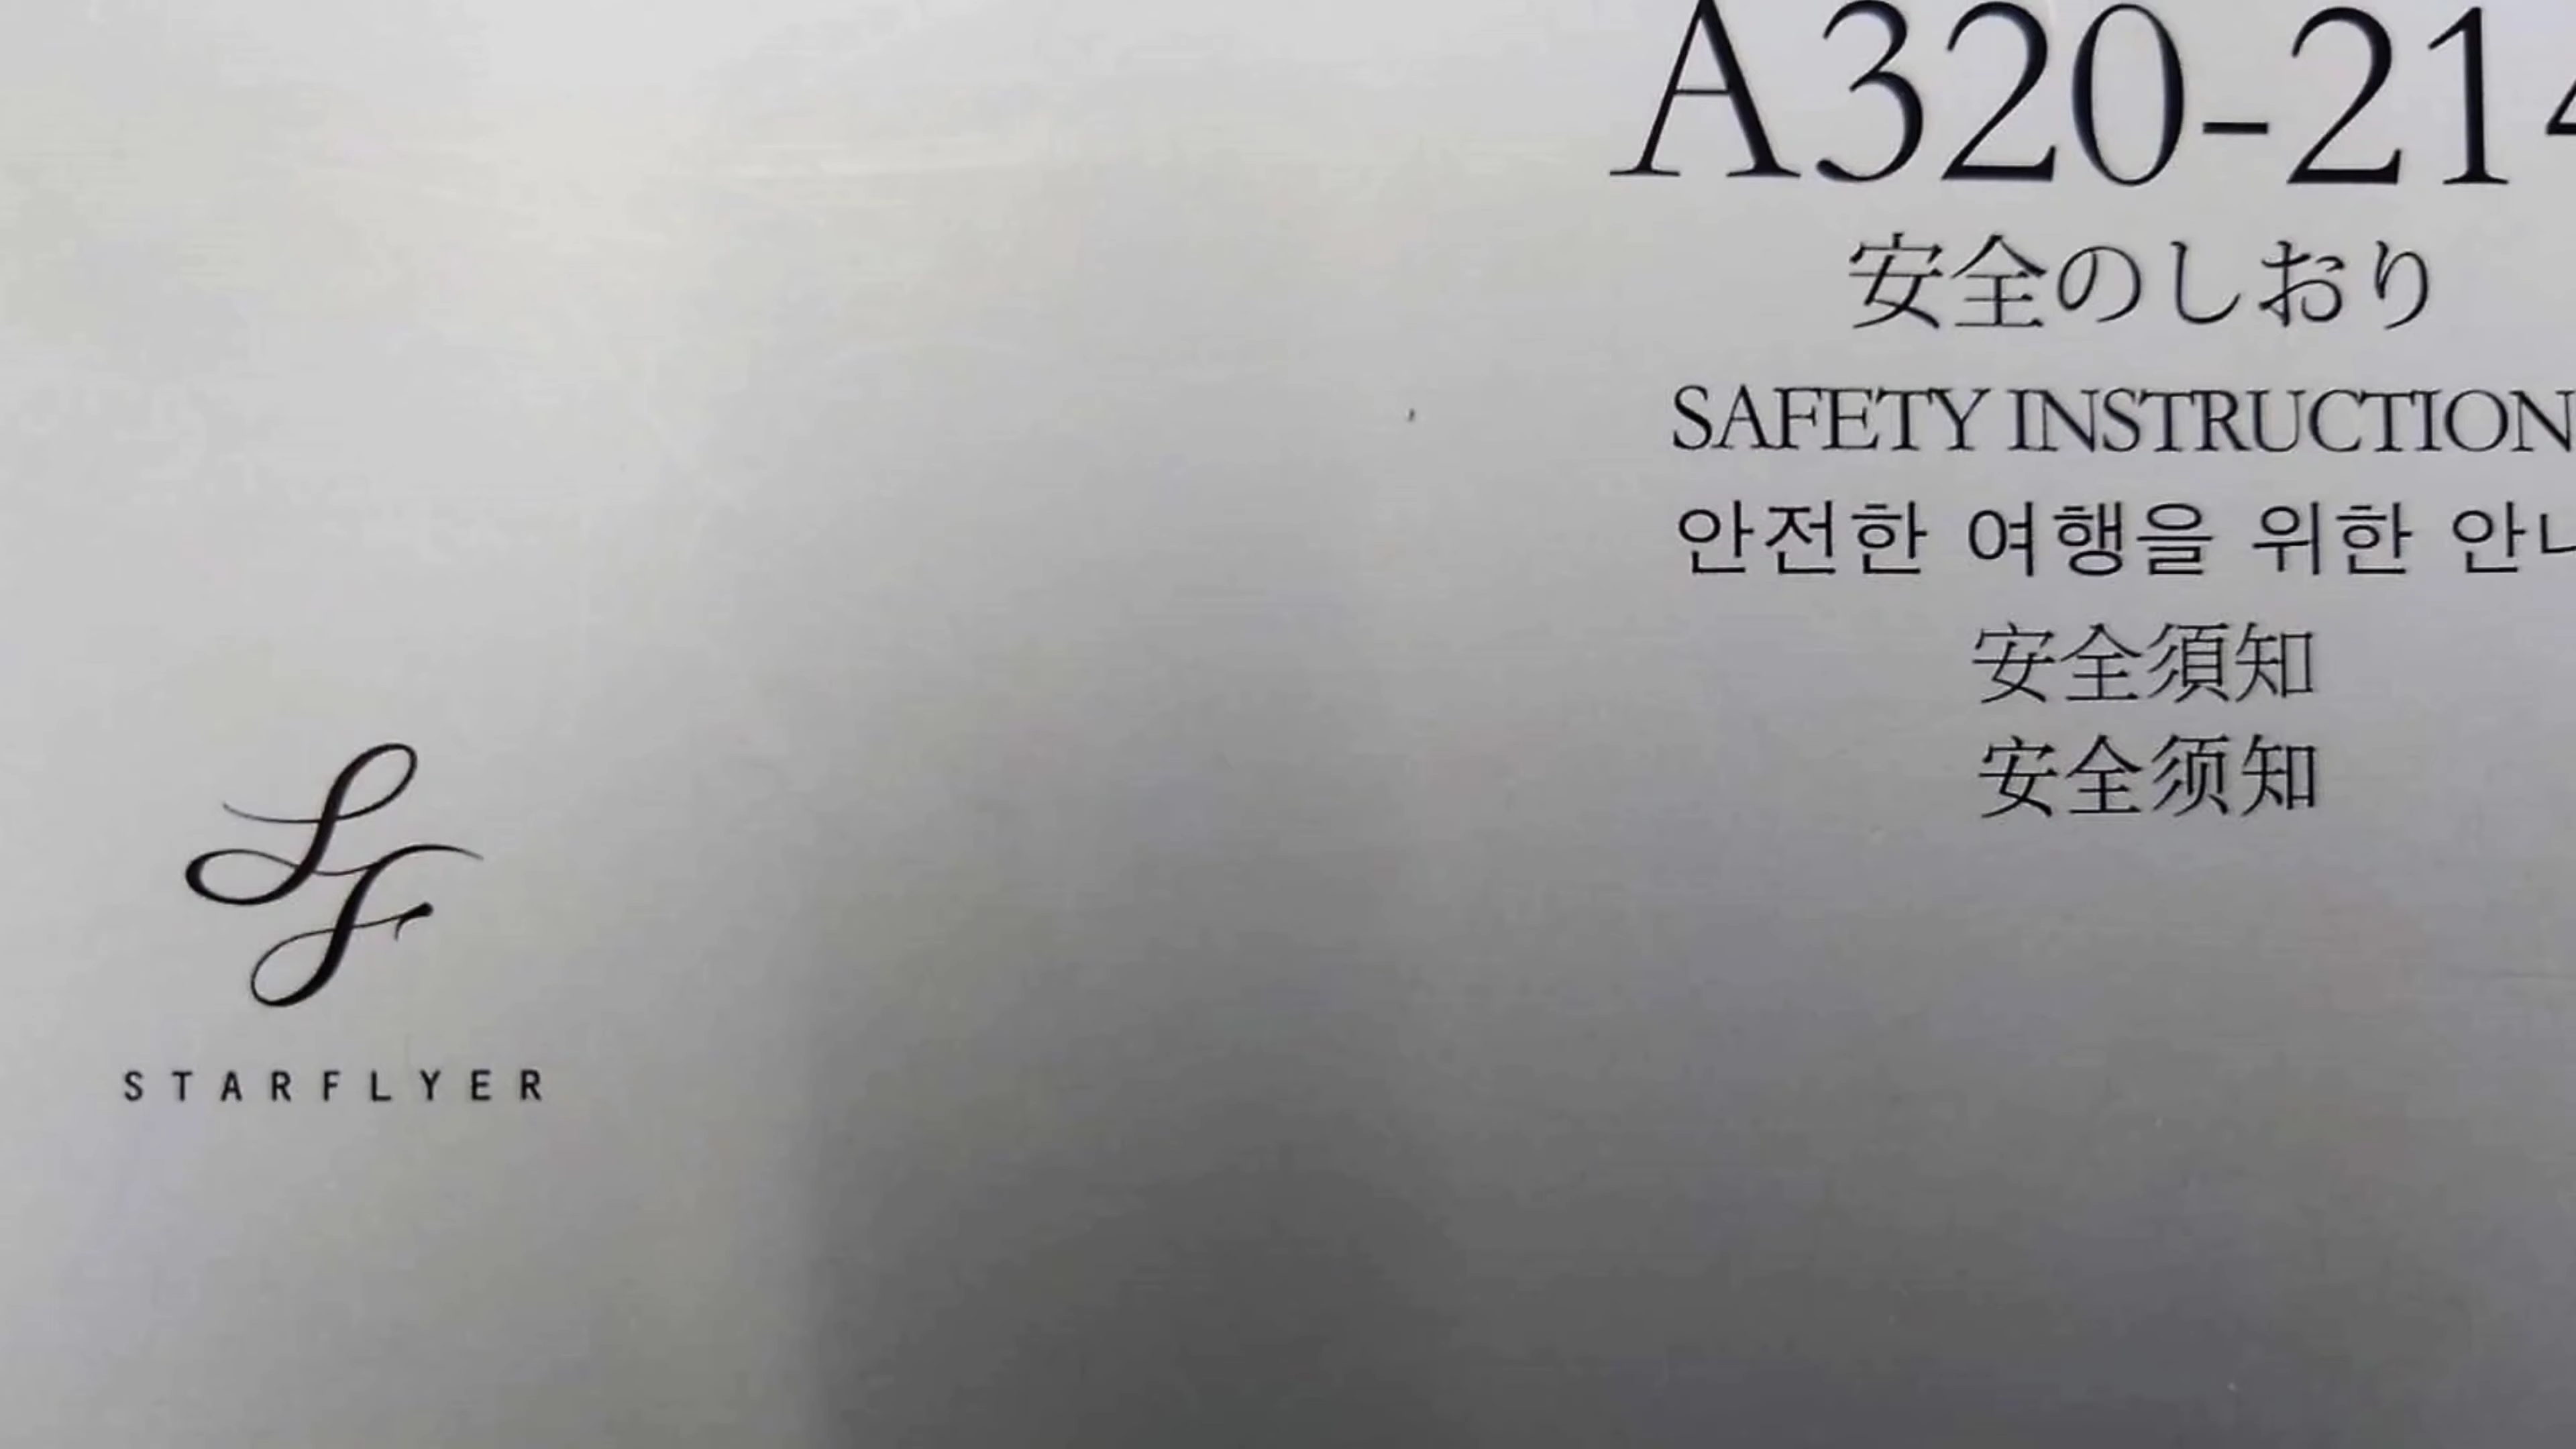 A320-214
安全のしおり
SAFETY INSTRUCTION
안전한 여행을 위한
安全須知
安全须知
SF
STARFLYER